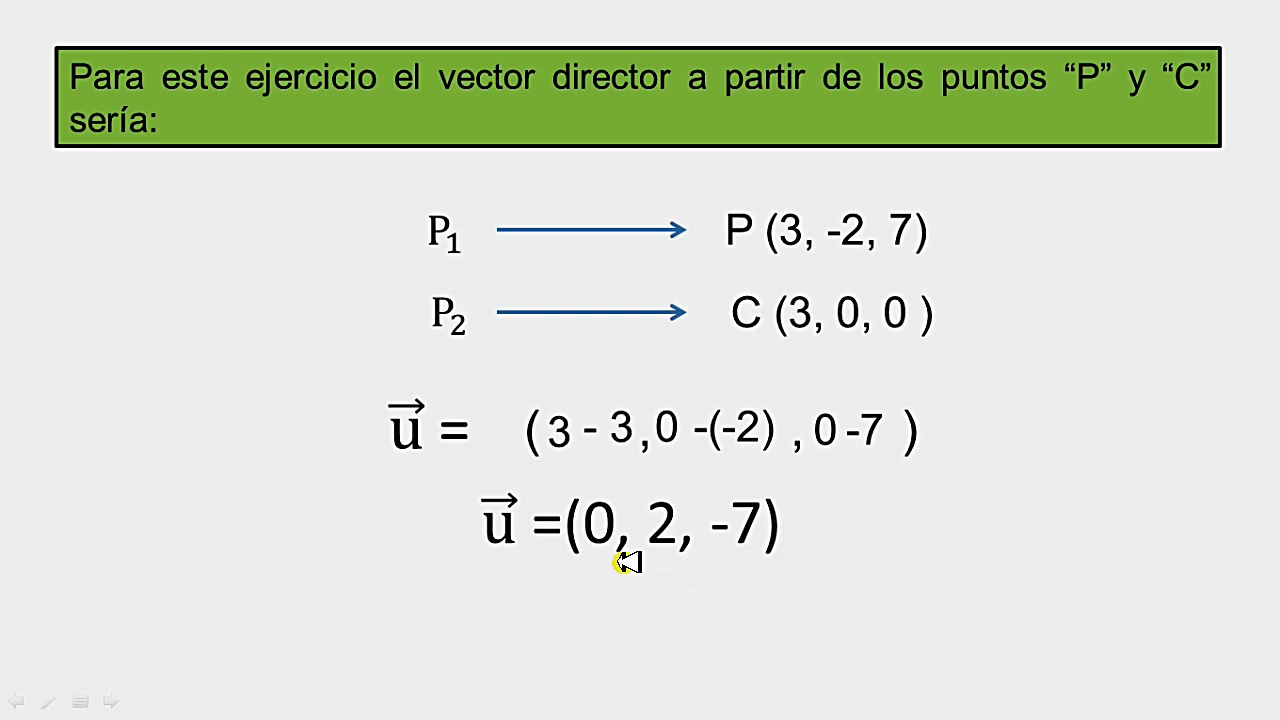 Para este ejercicio el vector director a partir de los puntos “P” y “C”
sería:
P₁ → P (3, -2, 7)
P₂ → C (3, 0, 0 )
u⃗ = ( 3 - 3 , 0 -(-2) , 0 -7 )
u⃗ =(0, 2, -7)